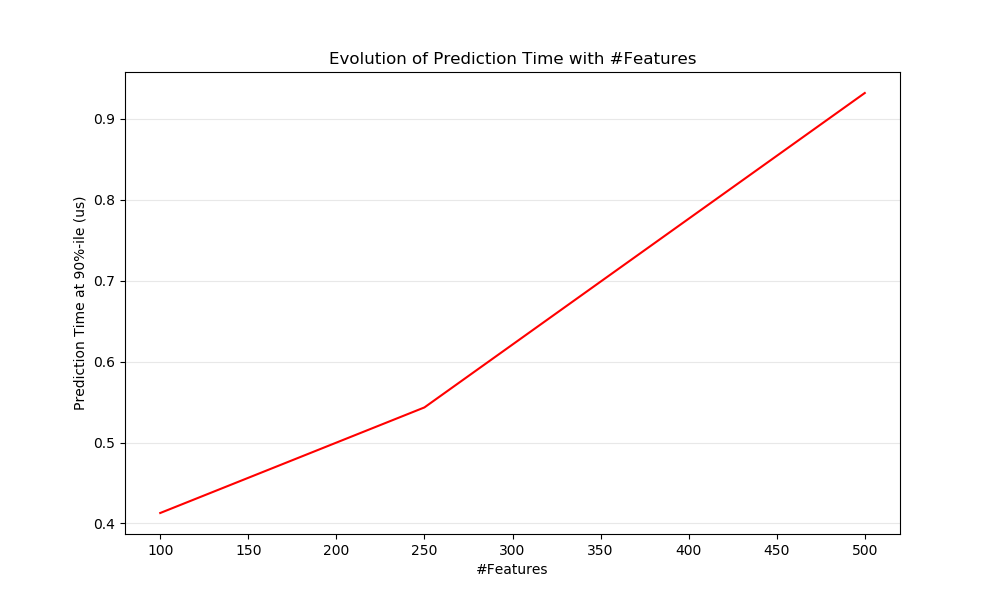 Evolution of Prediction Time with #Features
Prediction Time at 90%-ile (us)
0.9
0.8
0.7
0.6
0.5
0.4
100 150 200 250 300 350 400 450 500
#Features